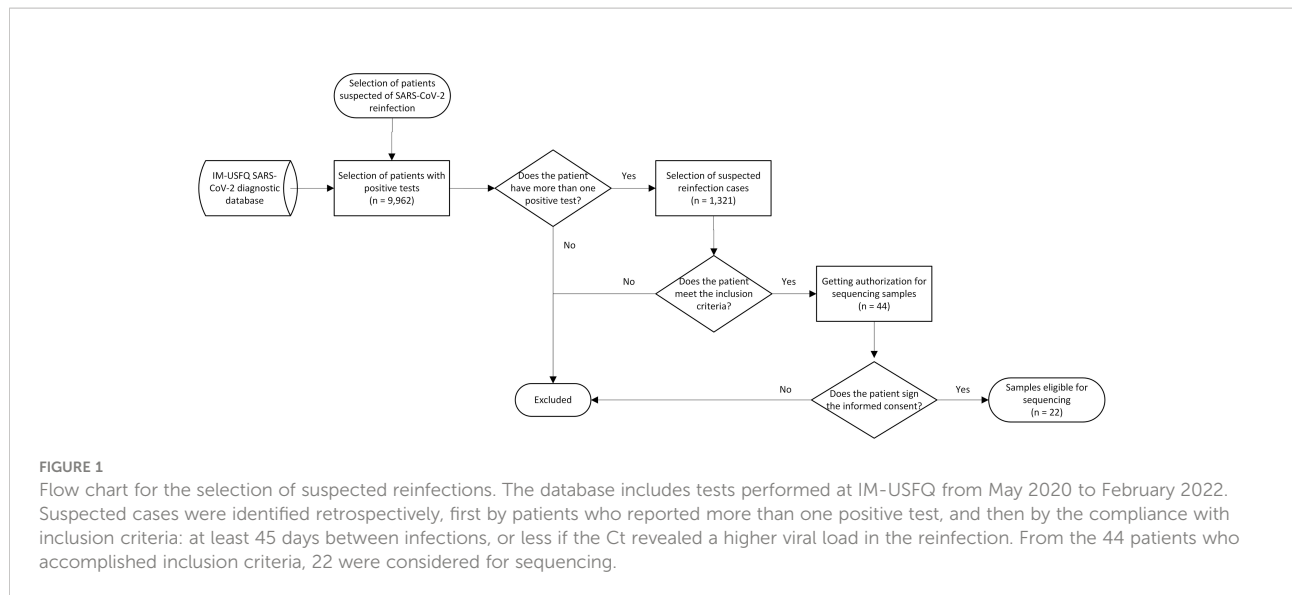 Selection of patients
suspected of SARS-CoV-2
reinfection
IM-USFQ SARS-
CoV-2 diagnostic
database
Selection of patients with
positive tests
(n = 9,962)
Does the patient
have more than one
positive test?
Yes
Selection of suspected
reinfection cases
(n = 1,321)
No
No
Does the patient
meet the inclusion
criteria?
Yes
Getting authorization for
sequencing samples
(n = 44)
Excluded
No
Does the patient sign
the informed consent?
Yes
Samples eligible for
sequencing
(n = 22)
FIGURE 1
Flow chart for the selection of suspected reinfections. The database includes tests performed at IM-USFQ from May 2020 to February 2022.
Suspected cases were identified retrospectively, first by patients who reported more than one positive test, and then by the compliance with
inclusion criteria: at least 45 days between infections, or less if the Ct revealed a higher viral load in the reinfection. From the 44 patients who
accomplished inclusion criteria, 22 were considered for sequencing.